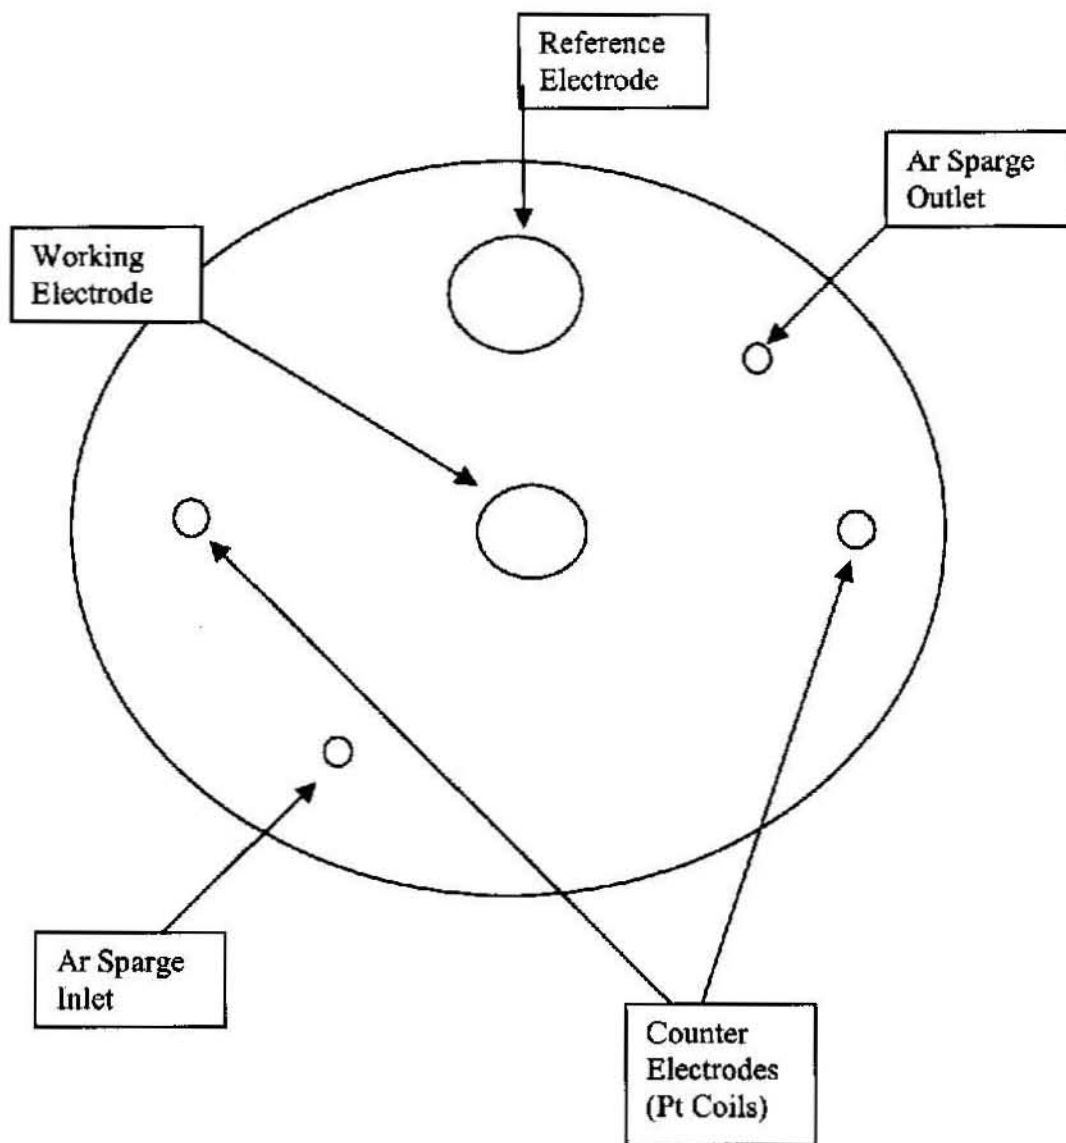 Reference
Electrode
Ar Sparge
Outlet
Working
Electrode
Ar Sparge
Inlet
Counter
Electrodes
(Pt Coils)